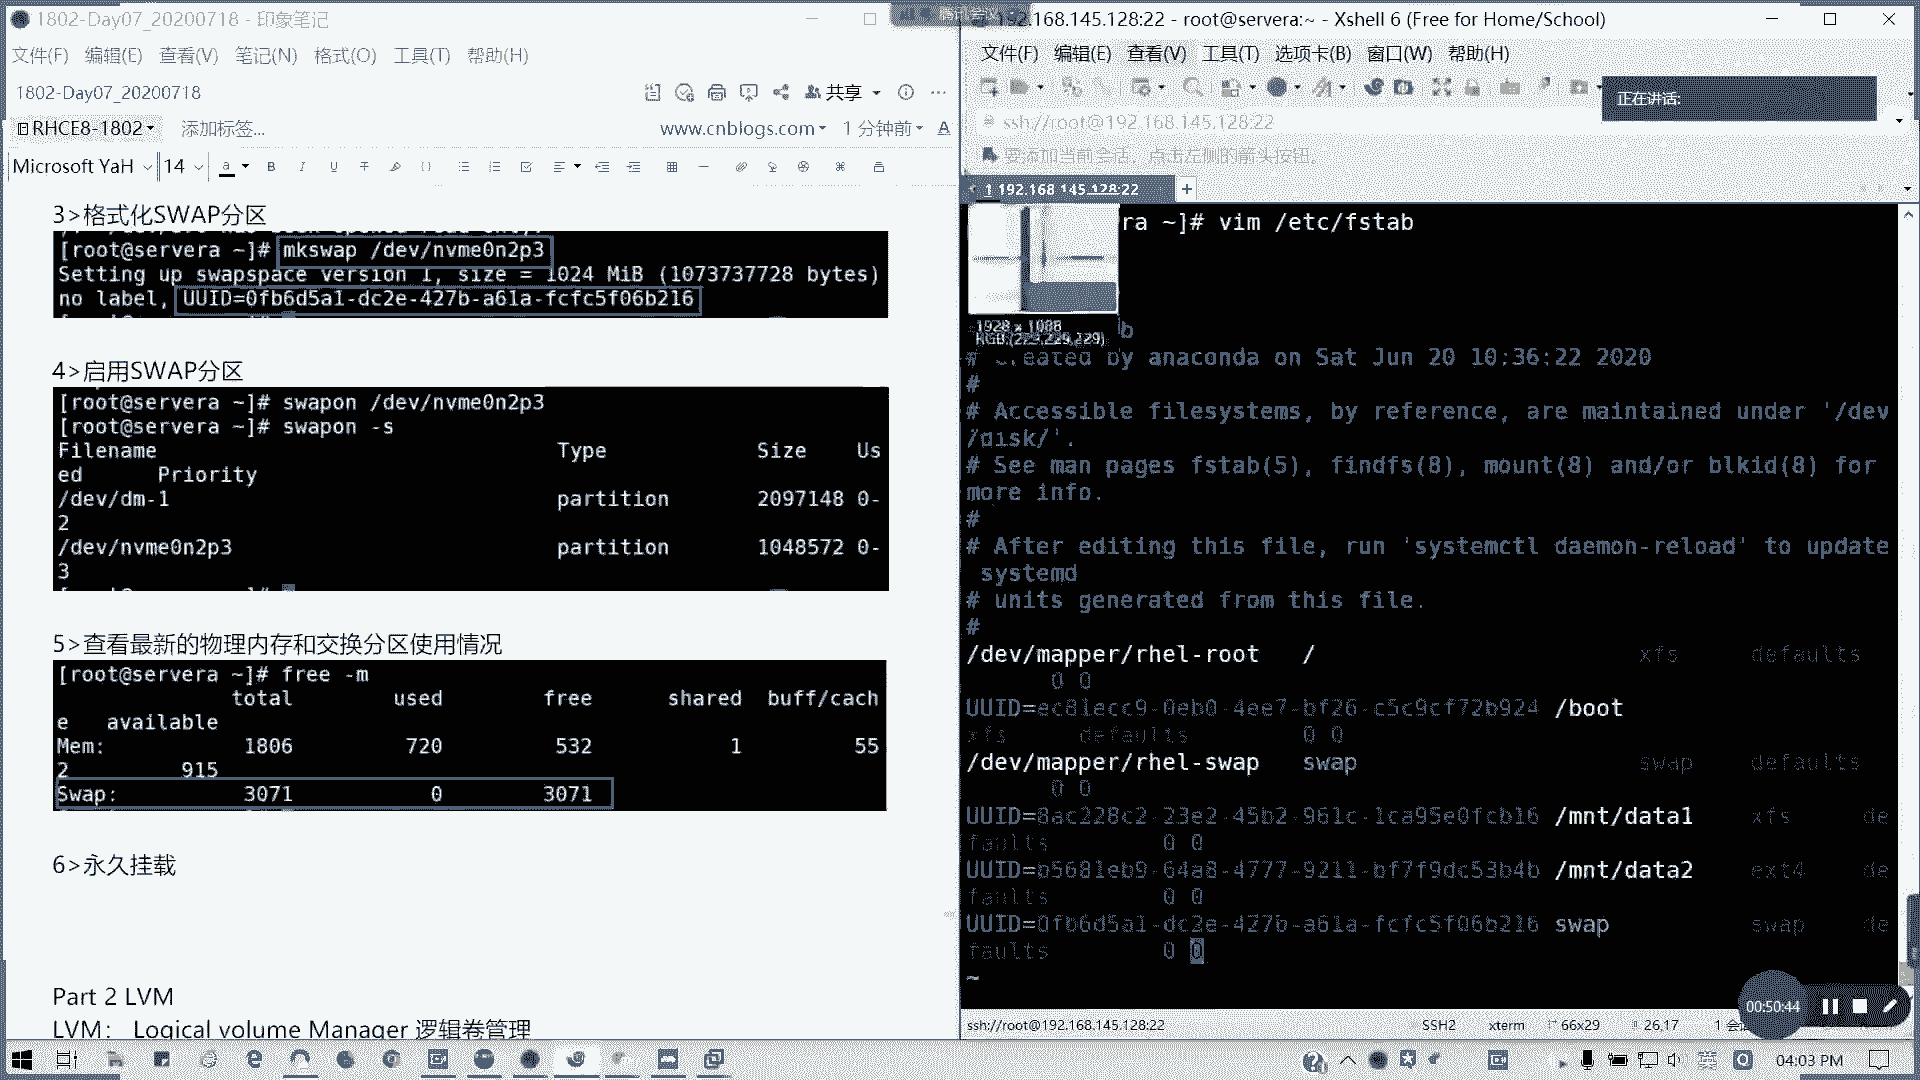 1802-Day07_20200718 - 印象笔记
文件(F) 编辑(E) 查看(V) 笔记(N) 格式(O) 工具(T) 帮助(H)
1802-Day07_20200718
共享
RHCE8-1802
添加标签...
www.cnblogs.com
1 分钟前
Microsoft YaH
14
3>格式化SWAP分区
[root@servera ~]# mkswap /dev/nvme0n2p3
Setting up swapspace version 1, size = 1024 MiB (1073737728 bytes)
no label, UUID=0fb6d5a1-dc2e-427b-a61a-fcfc5f06b216
4>启用SWAP分区
[root@servera ~]# swapon /dev/nvme0n2p3
[root@servera ~]# swapon -s
Filename Type Size Us
ed Priority
/dev/dm-1 partition 2097148 0-
2
/dev/nvme0n2p3 partition 1048572 0-
3
5>查看最新的物理内存和交换分区使用情况
[root@servera ~]# free -m
total used free shared buff/cach
e available
Mem: 1806 720 532 1 55
2 915
Swap: 3071 0 3071
6>永久挂载
Part 2 LVM
LVM： Logical volume Manager 逻辑卷管理
腾讯会议
192.168.145.128:22 - root@servera:~ - Xshell 6 (Free for Home/School)
文件(F) 编辑(E) 查看(V) 工具(T) 选项卡(B) 窗口(W) 帮助(H)
正在讲话:
ssh://root@192.168.145.128:22
要添加当前会话，点击左侧的箭头按钮。
1 192.168.145.128:22
ra ~]# vim /etc/fstab
b
# Created by anaconda on Sat Jun 20 10:36:22 2020
#
# Accessible filesystems, by reference, are maintained under '/dev
/disk/'.
# See man pages fstab(5), findfs(8), mount(8) and/or blkid(8) for
more info.
#
# After editing this file, run 'systemctl daemon-reload' to update
systemd
# units generated from this file.
#
/dev/mapper/rhel-root / xfs defaults
0 0
UUID=ec81ecc9-0eb0-4ee7-bf26-c5c9cf72b924 /boot
xfs defaults 0 0
/dev/mapper/rhel-swap swap swap defaults
0 0
UUID=8ac228c2-23e2-45b2-961c-1ca95e0fcb16 /mnt/data1 xfs de
faults 0 0
UUID=b5681eb9-64a8-4777-9211-bf7f9dc53b4b /mnt/data2 ext4 de
faults 0 0
UUID=0fb6d5a1-dc2e-427b-a61a-fcfc5f06b216 swap swap de
faults 0 0
~
00:50:44
ssh://root@192.168.145.128:22 SSH2 xterm 66x29 26,17
英
04:03 PM